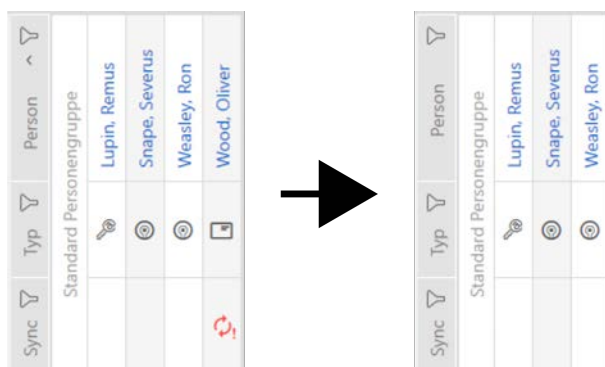 Sync Typ Person
Standard Personengruppe
Lupin, Remus
Snape, Severus
Weasley, Ron
Wood, Oliver
Sync Typ Person
Standard Personengruppe
Lupin, Remus
Snape, Severus
Weasley, Ron